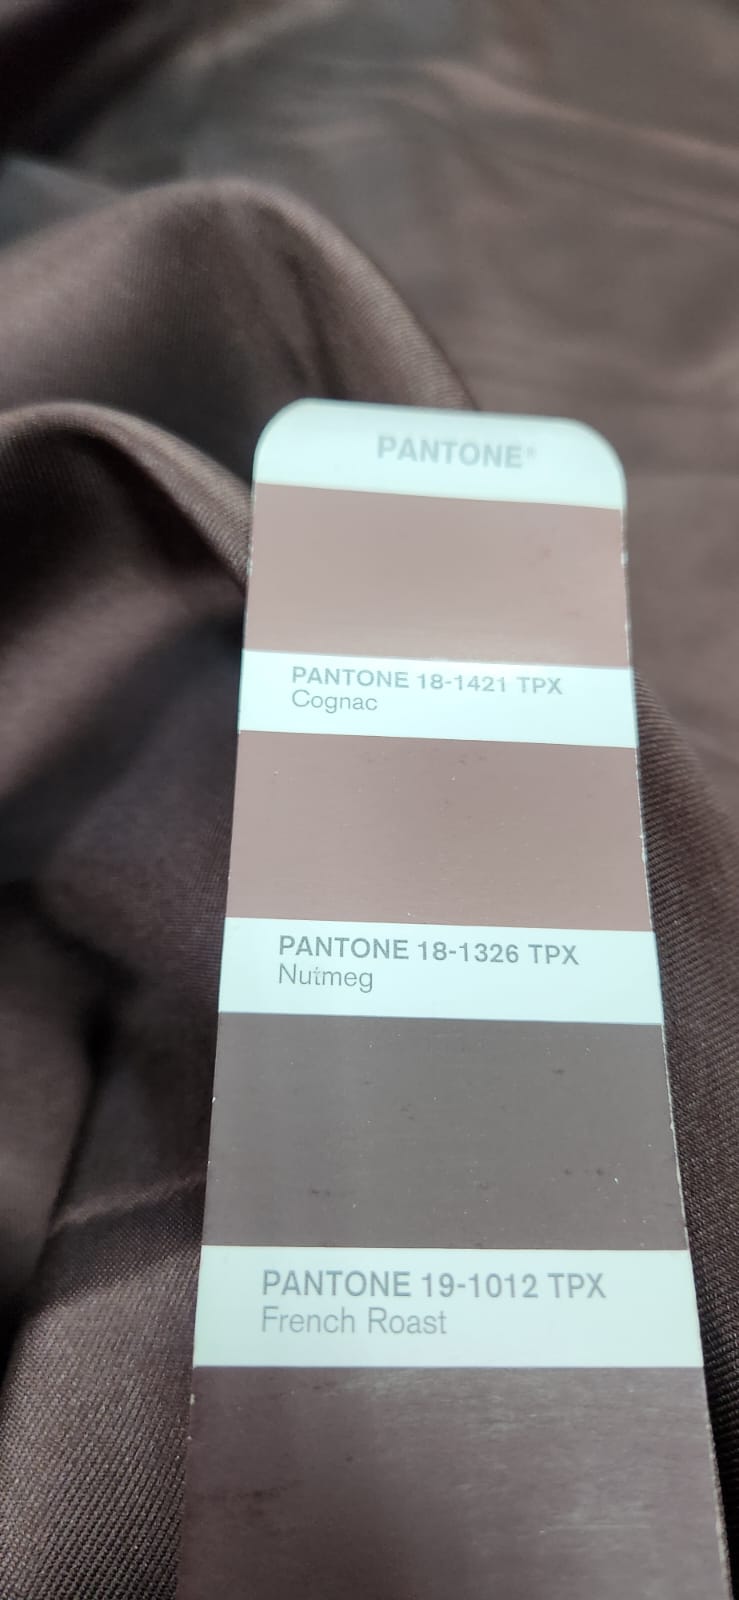 PANTONE®
PANTONE 18-1421 TPX
Cognac
PANTONE 18-1326 TPX
Nutmeg
PANTONE 19-1012 TPX
French Roast